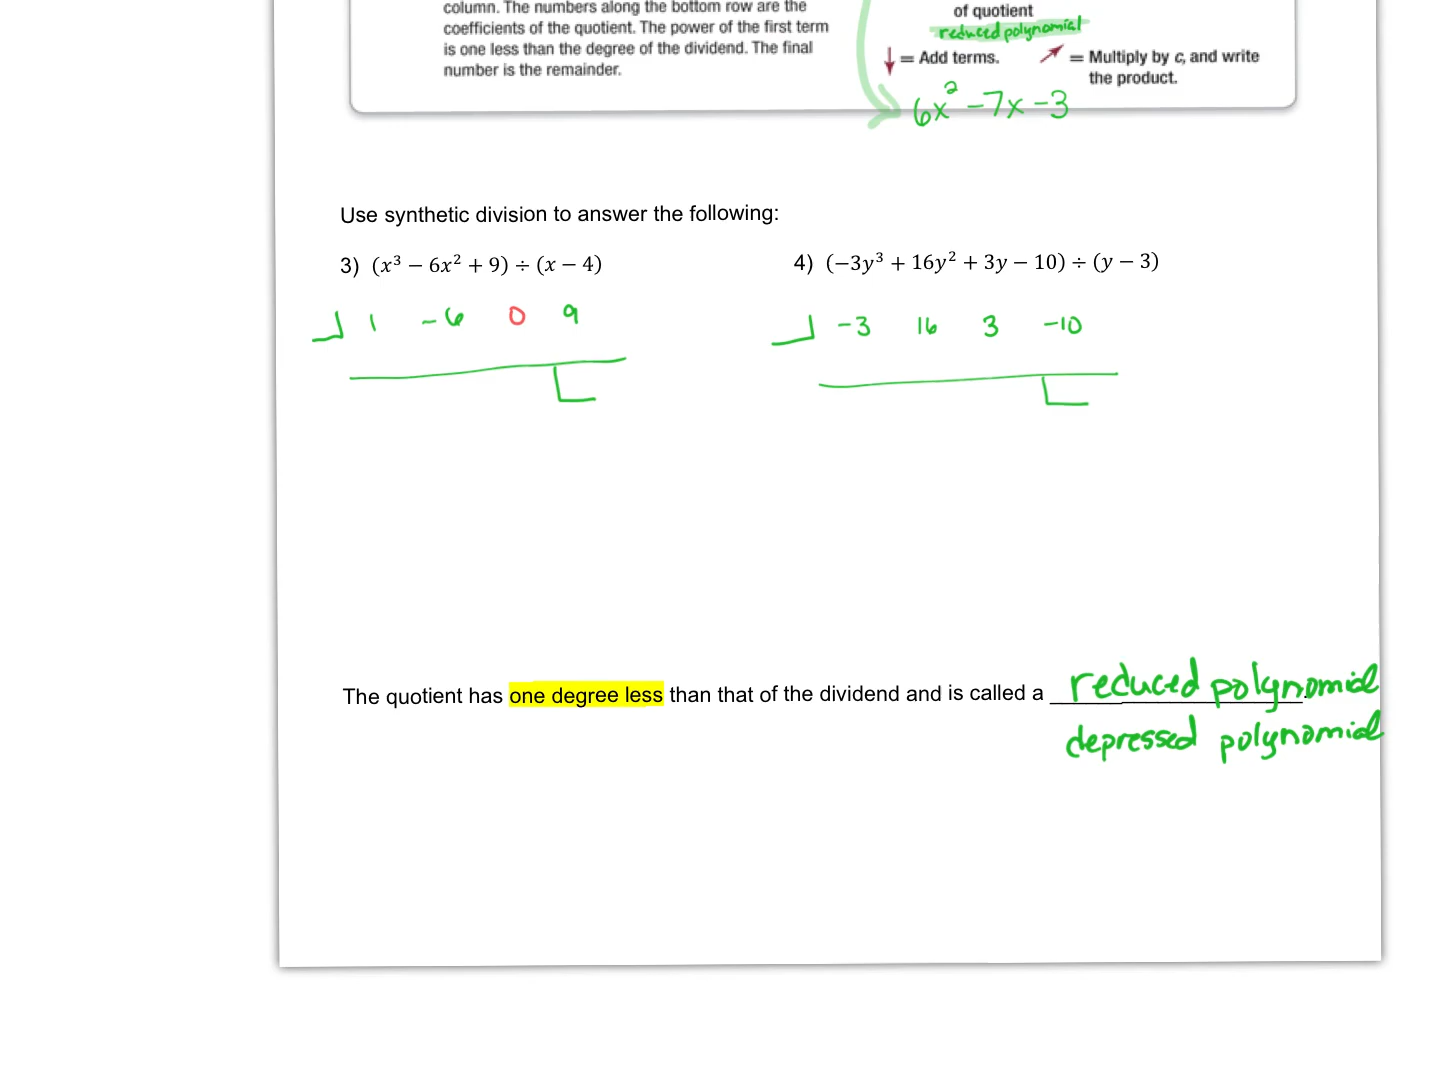 column. The numbers along the bottom row are the
coefficients of the quotient. The power of the first term
is one less than the degree of the dividend. The final
number is the remainder.
of quotient
reduced polynomial
↓ = Add terms. ↗ = Multiply by c, and write
the product.
6x² -7x -3
Use synthetic division to answer the following:
3) (x³ − 6x² + 9) ÷ (x − 4)
4) (−3y³ + 16y² + 3y − 10) ÷ (y − 3)
1 -6 0 9
-3 16 3 -10
The quotient has one degree less than that of the dividend and is called a reduced polynomial.
depressed polynomial